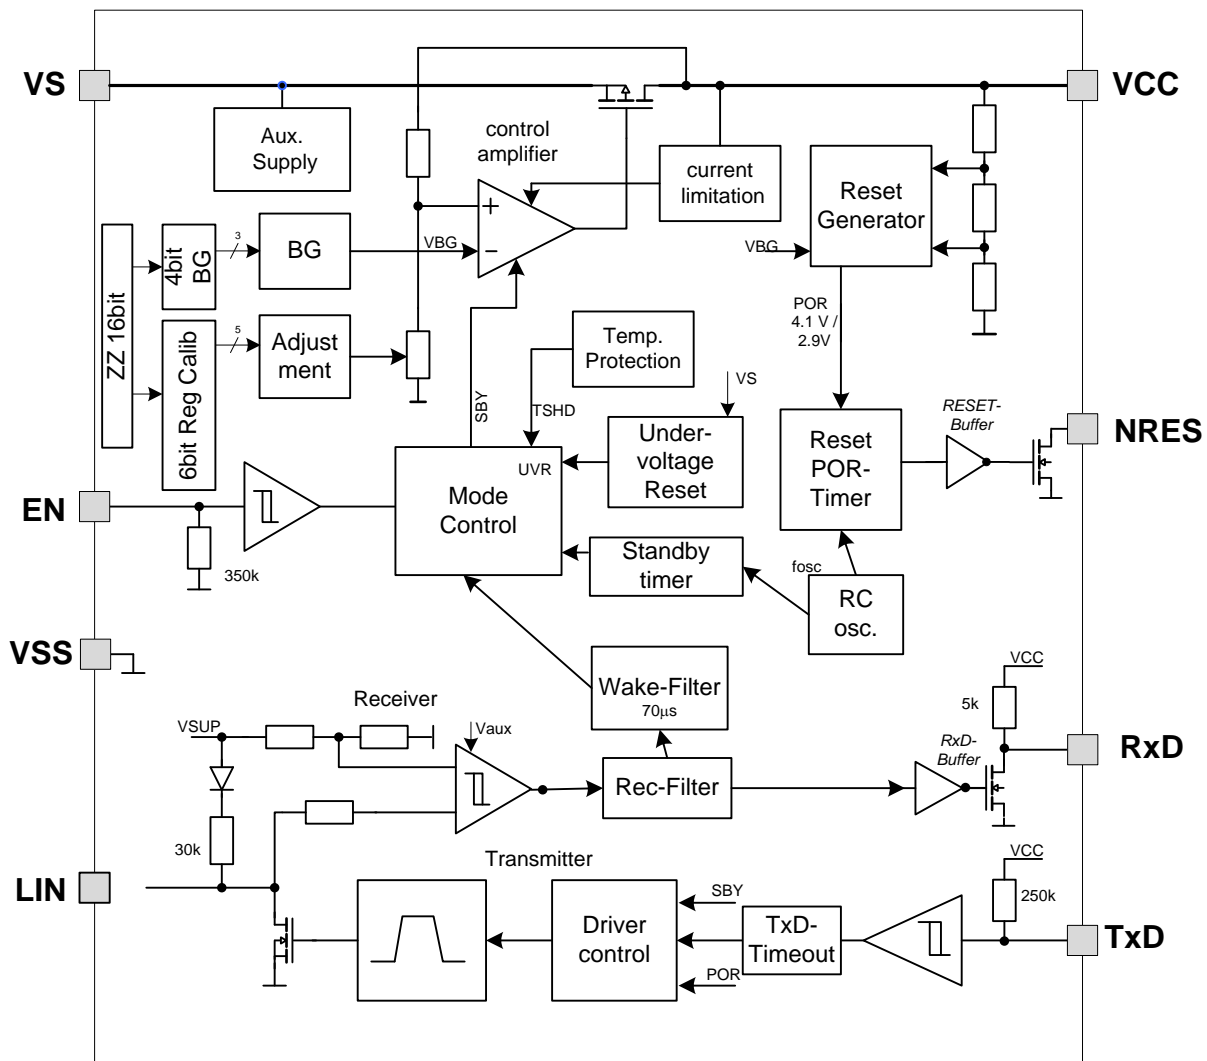 VS
VCC
Aux.
Supply
control
amplifier
current
limitation
Reset
Generator
+
-
VBG
VBG
ZZ 16bit
4bit
BG
3
BG
6bit Reg Calib
5
Adjust
ment
POR
4.1 V /
2.9V
Temp.
Protection
SBY
TSHD
VS
Under-
voltage
Reset
UVR
Mode
Control
Reset
POR-
Timer
RESET-
Buffer
NRES
EN
350k
Standby
timer
fosc
RC
osc.
VSS
Wake-Filter
70µs
Receiver
VSUP
Vaux
Rec-Filter
VCC
5k
RxD-
Buffer
RxD
30k
LIN
Transmitter
Driver
control
SBY
POR
TxD-
Timeout
VCC
250k
TxD